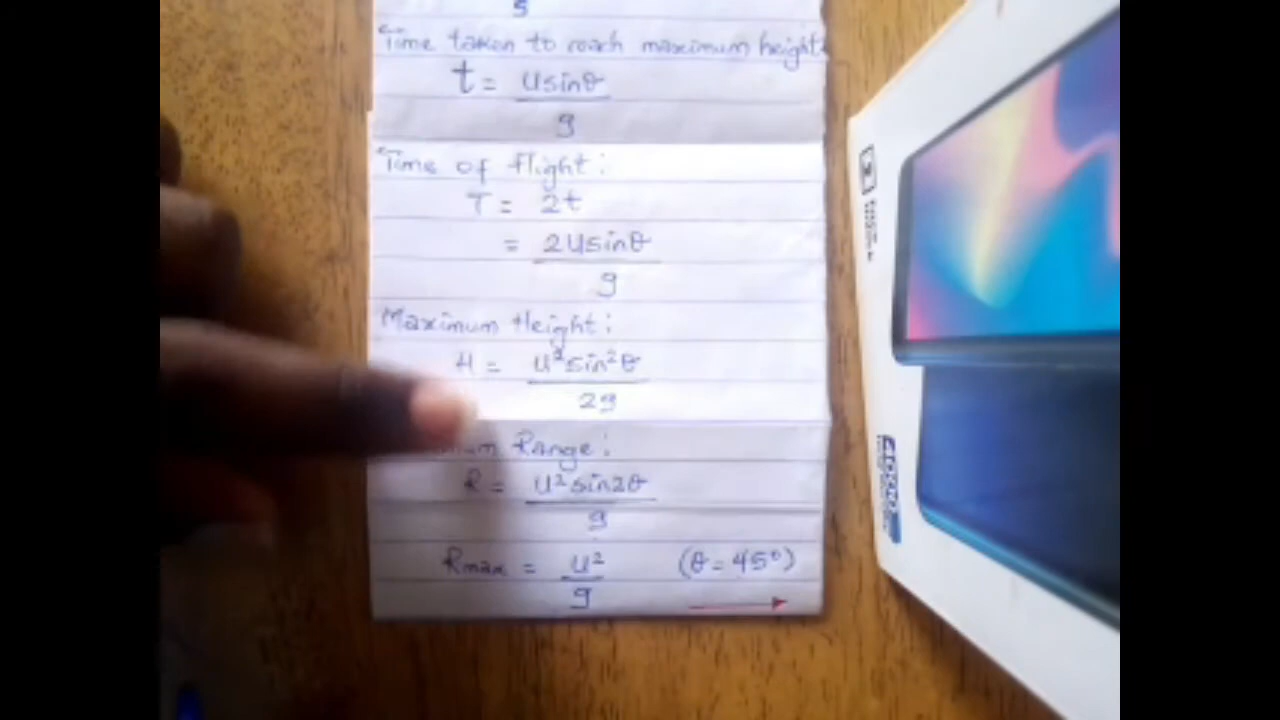 Time taken to reach maximum height
t = usinθ
g
Time of flight:
T = 2t
= 2usinθ
g
Maximum Height:
H = u²sin²θ
2g
Range:
R = u²sin2θ
g
Rmax = u²
g
(θ = 45°)